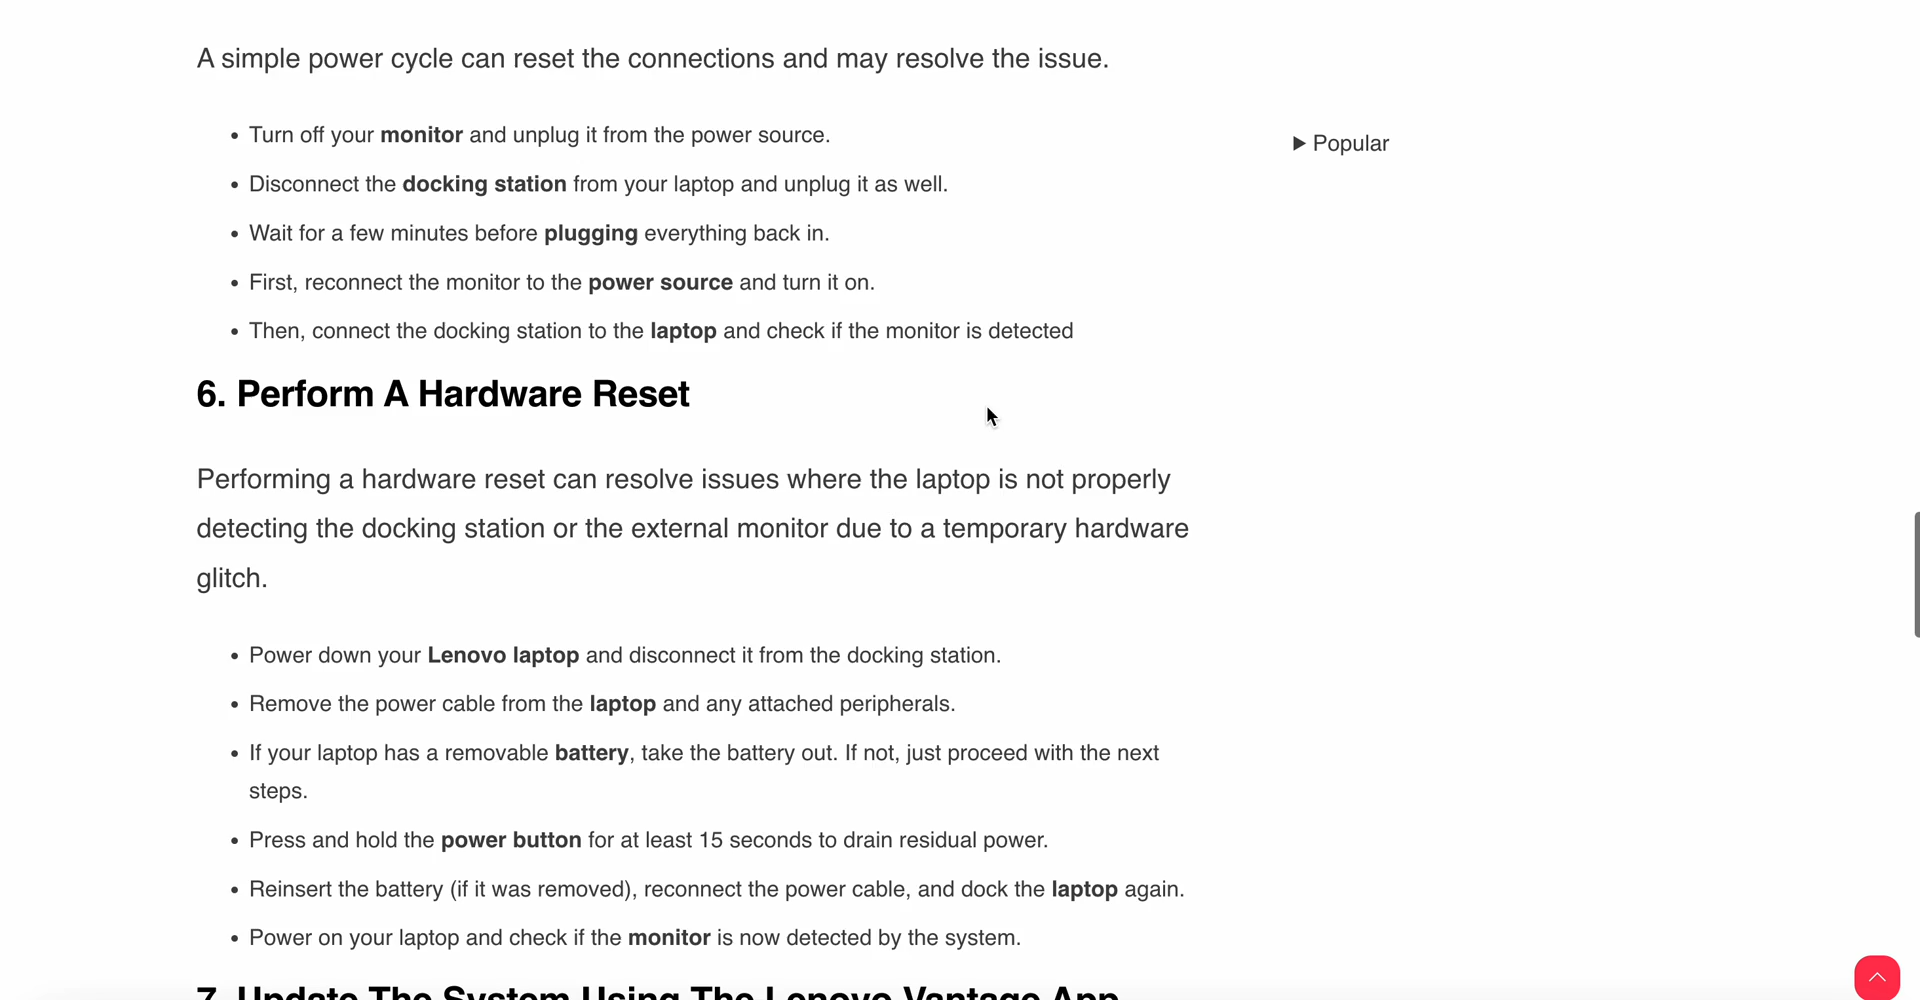 A simple power cycle can reset the connections and may resolve the issue.
• Turn off your monitor and unplug it from the power source.
▶ Popular
• Disconnect the docking station from your laptop and unplug it as well.
• Wait for a few minutes before plugging everything back in.
• First, reconnect the monitor to the power source and turn it on.
• Then, connect the docking station to the laptop and check if the monitor is detected
6. Perform A Hardware Reset
Performing a hardware reset can resolve issues where the laptop is not properly
detecting the docking station or the external monitor due to a temporary hardware
glitch.
• Power down your Lenovo laptop and disconnect it from the docking station.
• Remove the power cable from the laptop and any attached peripherals.
• If your laptop has a removable battery, take the battery out. If not, just proceed with the next
steps.
• Press and hold the power button for at least 15 seconds to drain residual power.
• Reinsert the battery (if it was removed), reconnect the power cable, and dock the laptop again.
• Power on your laptop and check if the monitor is now detected by the system.
7. Update The System Using The Lenovo Vantage App